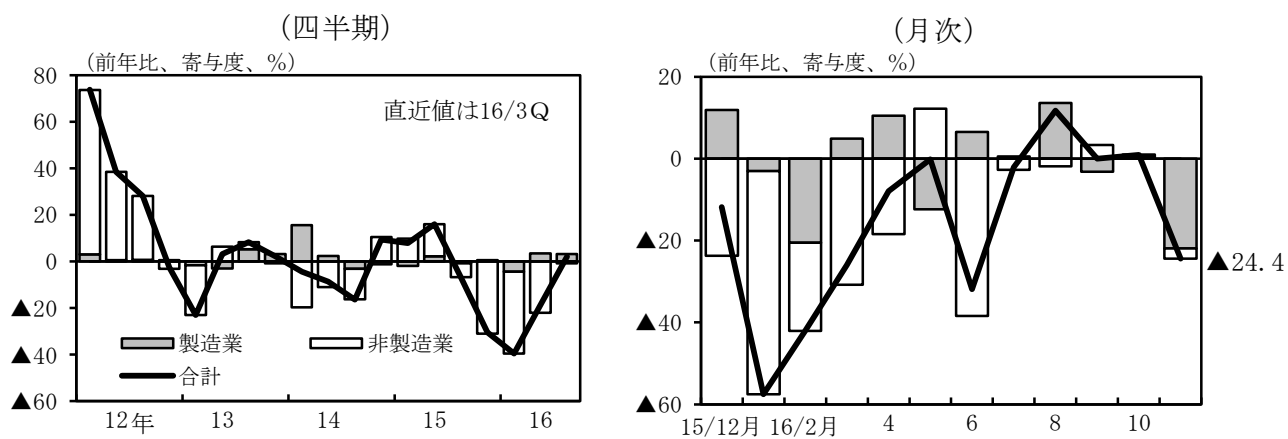 (四半期)
(前年比、寄与度、%)
80
60
40
20
0
▲20
▲40
▲60
直近値は16/3Q
製造業
非製造業
合計
12年
13
14
15
16
(月次)
(前年比、寄与度、%)
20
0
▲20
▲40
▲60
▲24.4
15/12月
16/2月
4
6
8
10